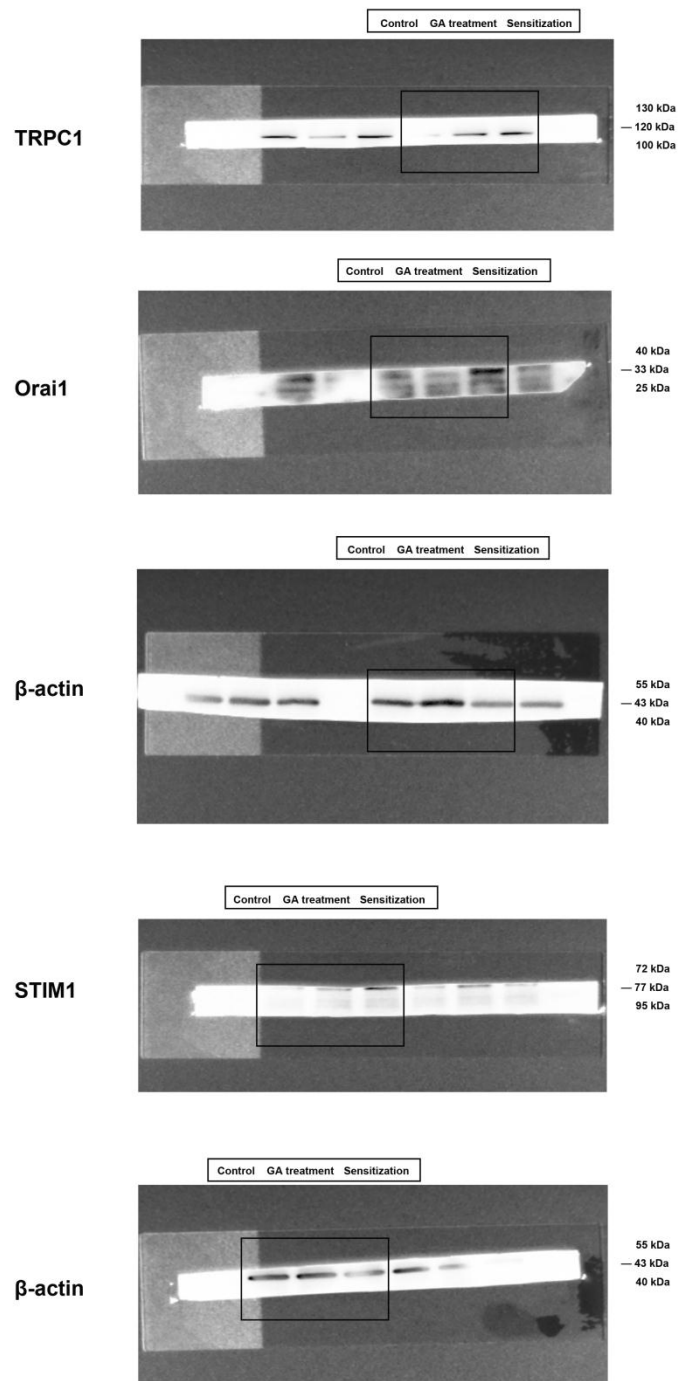 Control GA treatment Sensitization
TRPC1
130 kDa
120 kDa
100 kDa
Control GA treatment Sensitization
Orai1
40 kDa
33 kDa
25 kDa
Control GA treatment Sensitization
β-actin
55 kDa
43 kDa
40 kDa
Control GA treatment Sensitization
STIM1
72 kDa
77 kDa
95 kDa
Control GA treatment Sensitization
β-actin
55 kDa
43 kDa
40 kDa